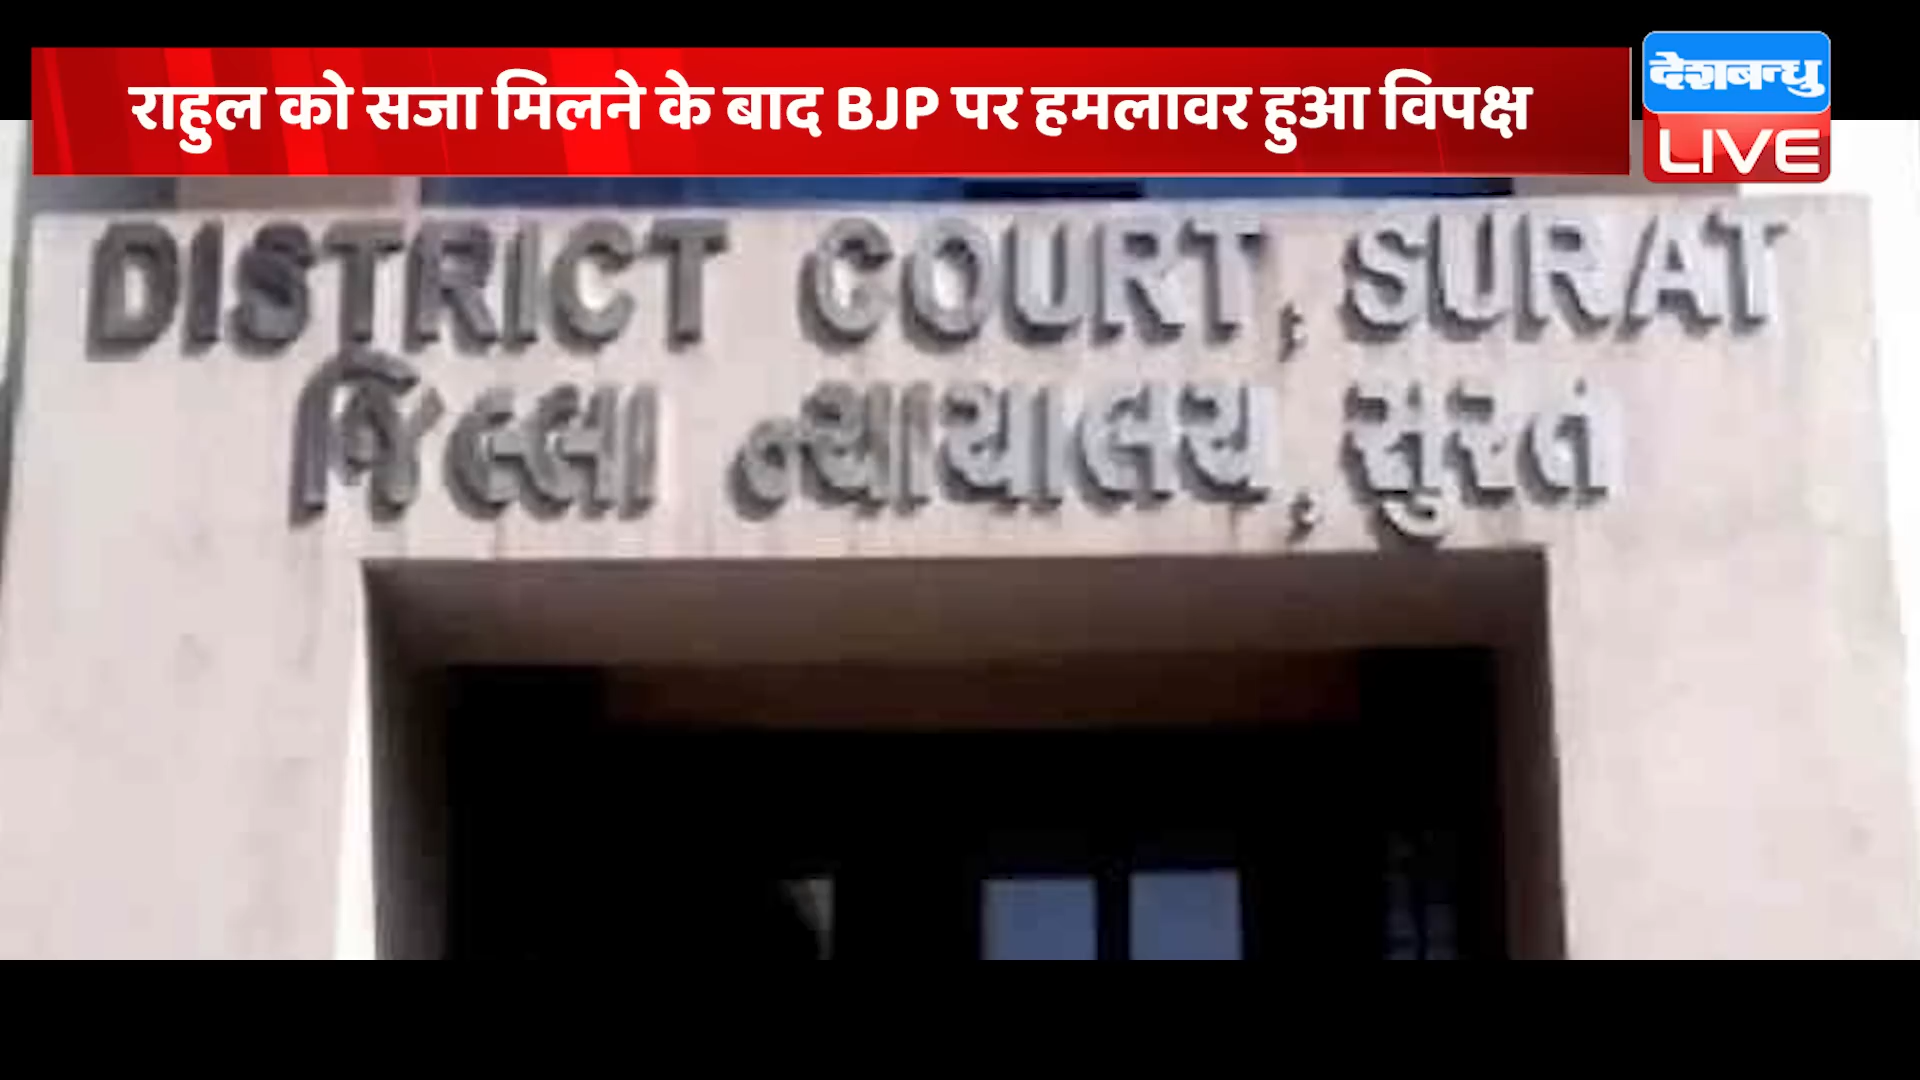 राहुल को सजा मिलने के बाद BJP पर हमलावर हुआ विपक्ष
देशबन्धु
LIVE
DISTRICT COURT, SURAT
જિલ્લા ન્યાયાલય, સુરત